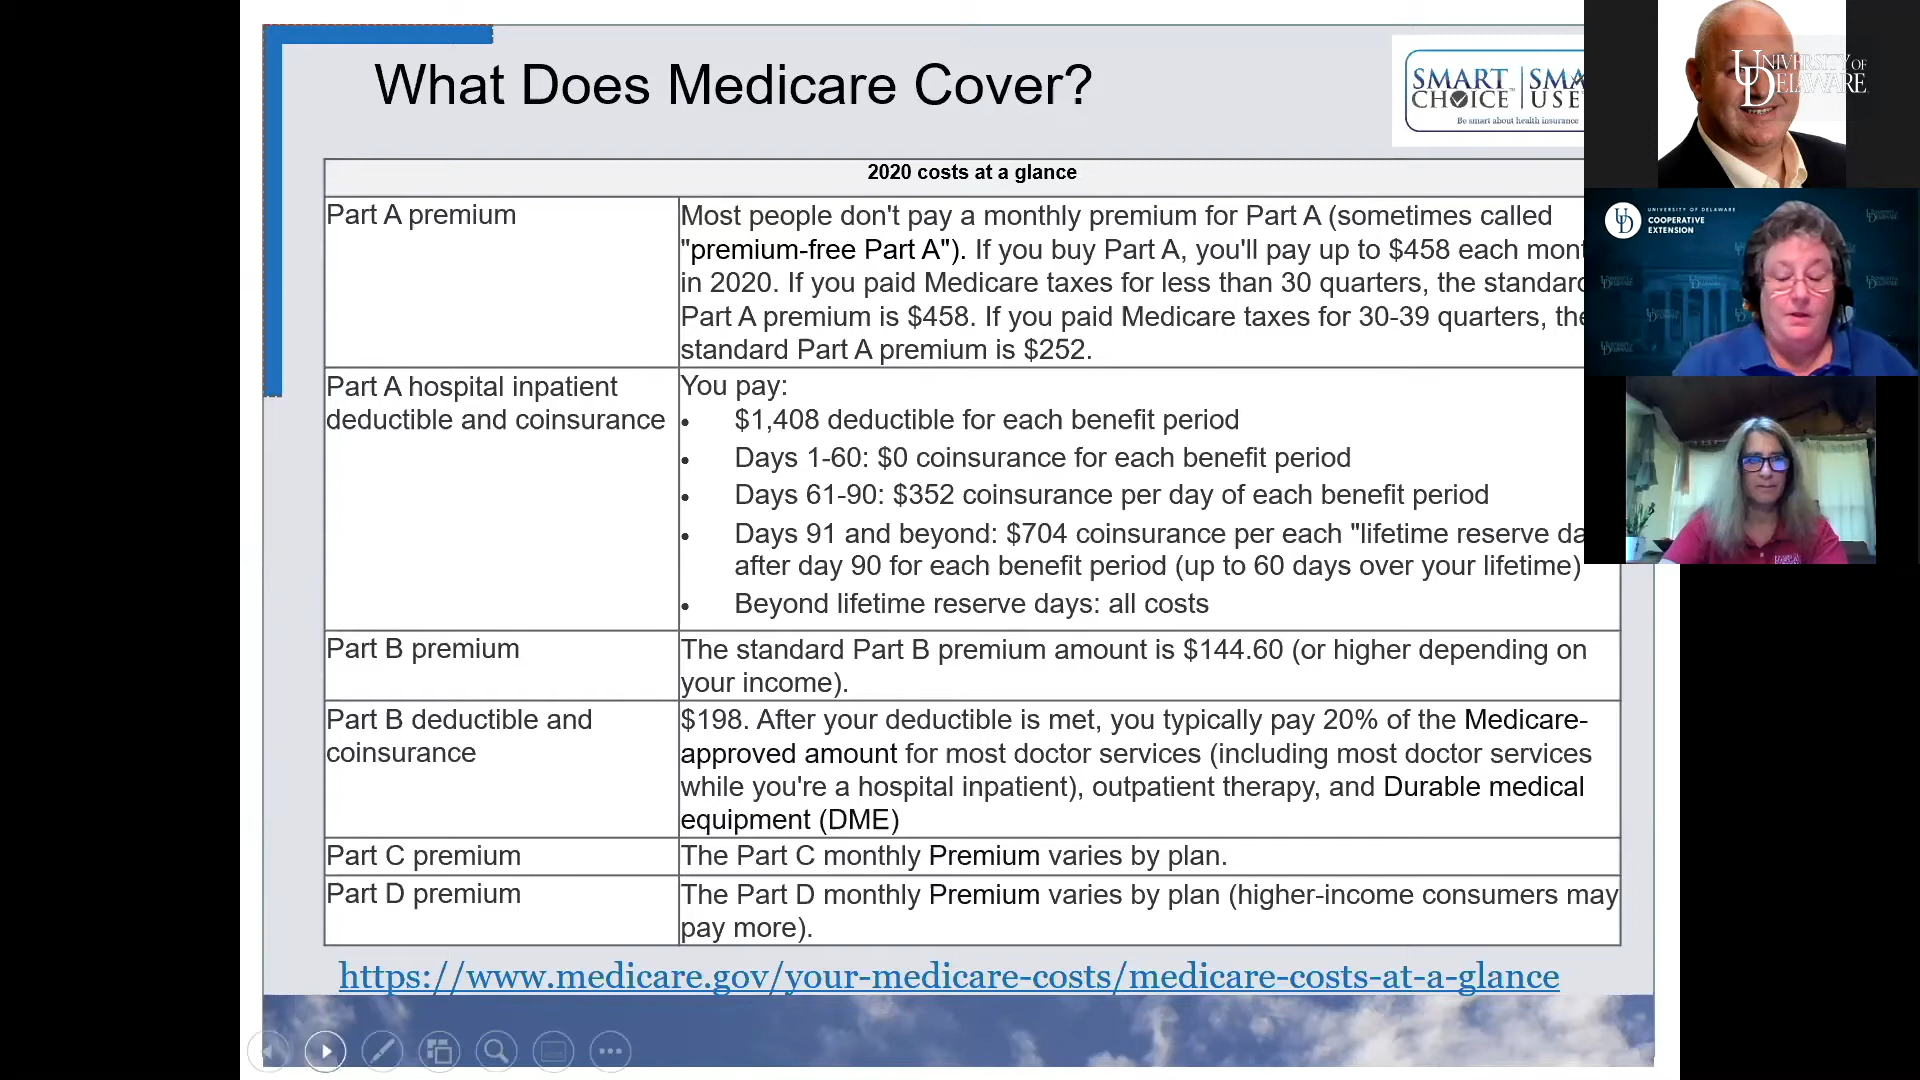 What Does Medicare Cover?
SMART CHOICE™ | SMA
USE
Be smart about health insurance
UNIVERSITY OF
DELAWARE
2020 costs at a glance
Part A premium
Most people don't pay a monthly premium for Part A (sometimes called
"premium-free Part A"). If you buy Part A, you'll pay up to $458 each mont
in 2020. If you paid Medicare taxes for less than 30 quarters, the standard
Part A premium is $458. If you paid Medicare taxes for 30-39 quarters, the
standard Part A premium is $252.
UD
UNIVERSITY OF DELAWARE
COOPERATIVE
EXTENSION
Part A hospital inpatient
deductible and coinsurance
You pay:
• $1,408 deductible for each benefit period
• Days 1-60: $0 coinsurance for each benefit period
• Days 61-90: $352 coinsurance per day of each benefit period
• Days 91 and beyond: $704 coinsurance per each "lifetime reserve da
after day 90 for each benefit period (up to 60 days over your lifetime)
• Beyond lifetime reserve days: all costs
Part B premium
The standard Part B premium amount is $144.60 (or higher depending on
your income).
Part B deductible and
coinsurance
$198. After your deductible is met, you typically pay 20% of the Medicare-
approved amount for most doctor services (including most doctor services
while you're a hospital inpatient), outpatient therapy, and Durable medical
equipment (DME)
Part C premium
The Part C monthly Premium varies by plan.
Part D premium
The Part D monthly Premium varies by plan (higher-income consumers may
pay more).
https://www.medicare.gov/your-medicare-costs/medicare-costs-at-a-glance